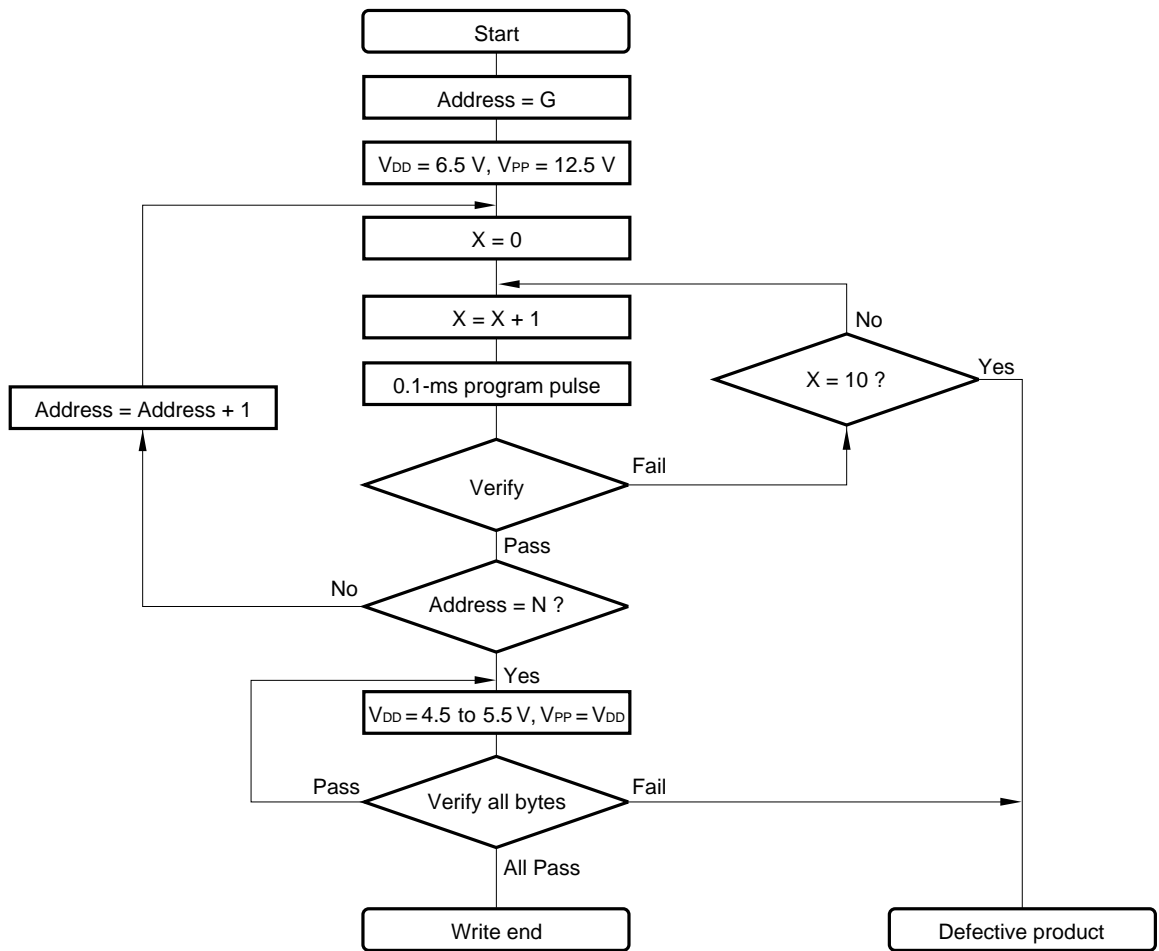 Start
Address = G
VDD = 6.5 V, VPP = 12.5 V
X = 0
X = X + 1
No
X = 10 ?
Yes
0.1-ms program pulse
Address = Address + 1
Verify
Fail
Pass
No
Address = N ?
Yes
VDD = 4.5 to 5.5 V, VPP = VDD
Pass
Verify all bytes
Fail
All Pass
Write end
Defective product